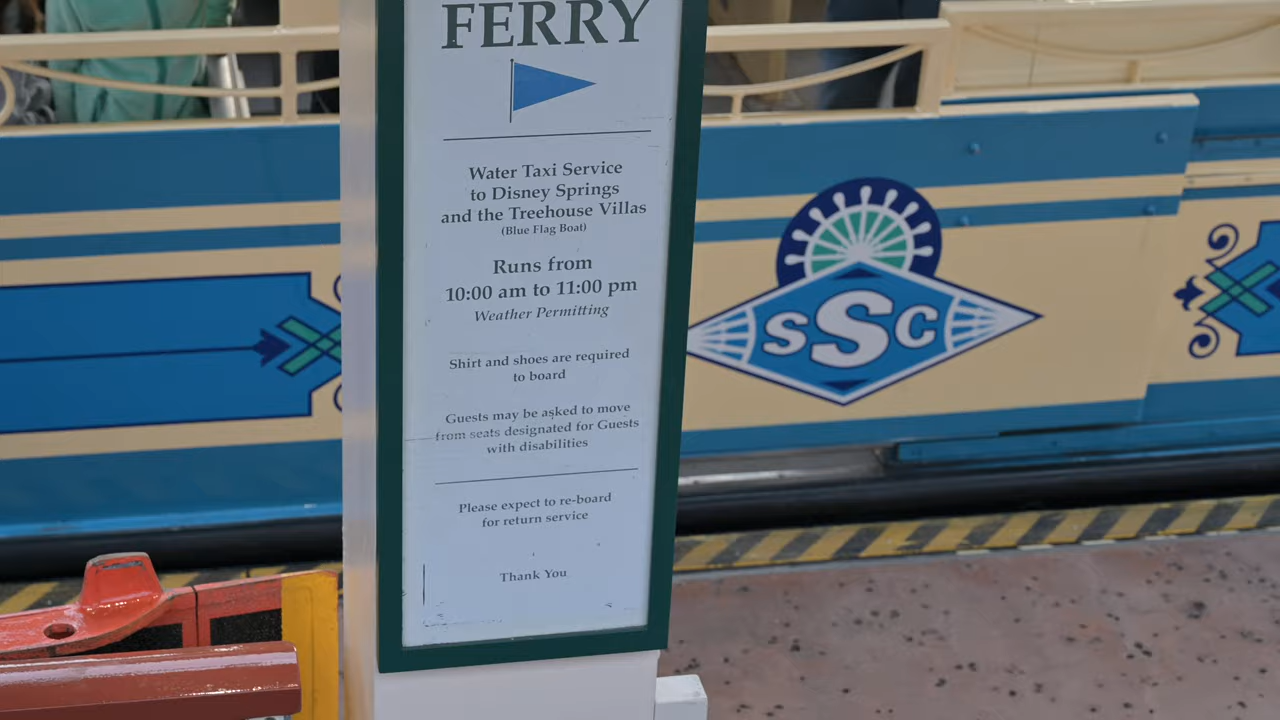 FERRY
Water Taxi Service
to Disney Springs
and the Treehouse Villas
(Blue Flag Boat)
Runs from
10:00 am to 11:00 pm
Weather Permitting
Shirt and shoes are required
to board
Guests may be asked to move
from seats designated for Guests
with disabilities
Please expect to re-board
for return service
Thank You
SSC